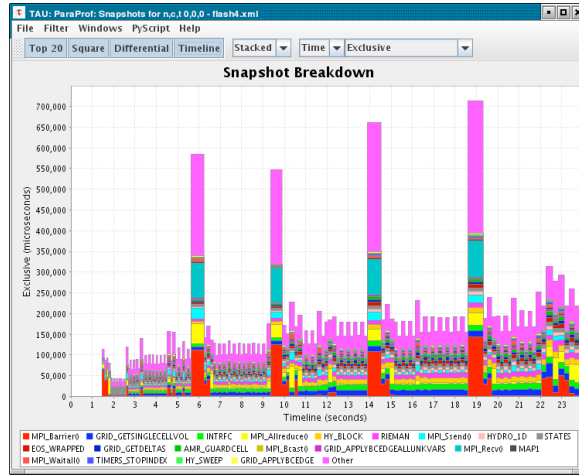 TAU: ParaProf: Snapshots for n,c,t 0,0,0 - flash4.xml
File Filter Windows PyScript Help
Top 20 Square Differential Timeline Stacked Time Exclusive
Snapshot Breakdown
Exclusive (microseconds)
700,000
650,000
600,000
550,000
500,000
450,000
400,000
350,000
300,000
250,000
200,000
150,000
100,000
50,000
0
0 1 2 3 4 5 6 7 8 9 10 11 12 13 14 15 16 17 18 19 20 21 22 23
Timeline (seconds)
MPI_Barrier() GRID_GETSINGLECELLVOL INTRFC MPI_Allreduce() HY_BLOCK RIEMAN MPI_Ssend() HYDRO_1D STATES
EOS_WRAPPED GRID_GETDELTAS AMR_GUARDCELL MPI_Bcast() GRID_APPLYBCEDGEALLUNKVARS MPI_Recv() MAP1
MPI_Waitall() TIMERS_STOPINDEX HY_SWEEP GRID_APPLYBCEDGE Other